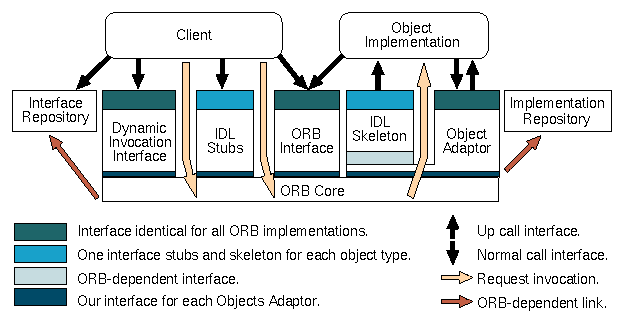 Client
Object
Implementation
Interface
Repository
Dynamic
Invocation
Interface
IDL
Stubs
ORB
Interface
IDL
Skeleton
Object
Adaptor
Implementation
Repository
ORB Core
Interface identical for all ORB implementations.
One interface stubs and skeleton for each object type.
ORB-dependent interface.
Our interface for each Objects Adaptor.
Up call interface.
Normal call interface.
Request invocation.
ORB-dependent link.